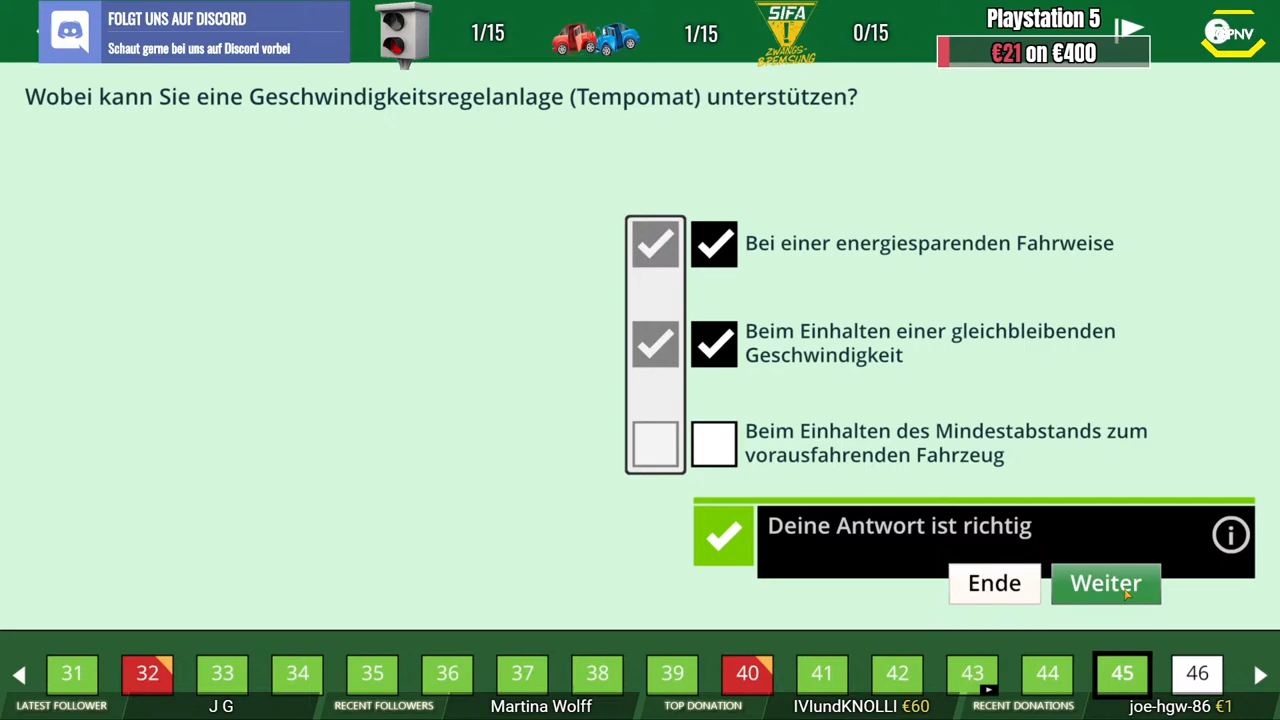 FOLGT UNS AUF DISCORD
Schaut gerne bei uns auf Discord vorbei
1/15
1/15
SIFA
ZWANGS-
BREMSUNG
0/15
Playstation 5
€21 on €400
ÖPNV
Wobei kann Sie eine Geschwindigkeitsregelanlage (Tempomat) unterstützen?
Bei einer energiesparenden Fahrweise
Beim Einhalten einer gleichbleibenden
Geschwindigkeit
Beim Einhalten des Mindestabstands zum
vorausfahrenden Fahrzeug
Deine Antwort ist richtig
Ende
Weiter
31 32 33 34 35 36 37 38 39 40 41 42 43 44 45 46
LATEST FOLLOWER J G RECENT FOLLOWERS Martina Wolff TOP DONATION IVIundKNOLLI €60 RECENT DONATIONS joe-hgw-86 €1